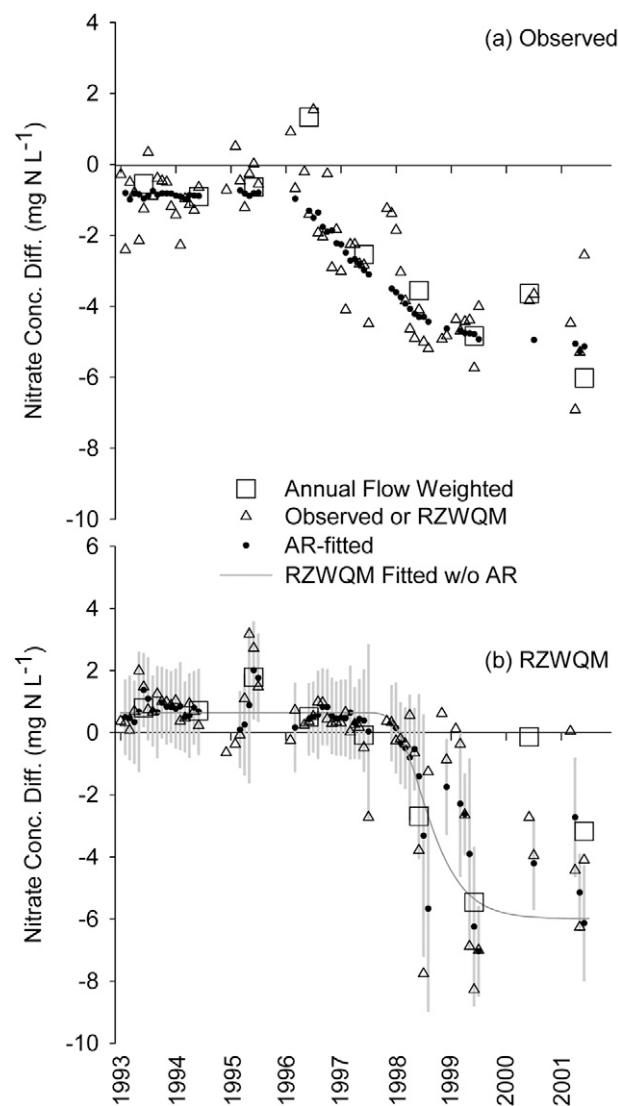 4
(a) Observed
2
0
-2
-4
-6
-8
-10
Nitrate Conc. Diff. (mg N L⁻¹)
Annual Flow Weighted
Observed or RZWQM
AR-fitted
RZWQM Fitted w/o AR
6
4
(b) RZWQM
2
0
-2
-4
-6
-8
-10
Nitrate Conc. Diff. (mg N L⁻¹)
1993 1994 1995 1996 1997 1998 1999 2000 2001